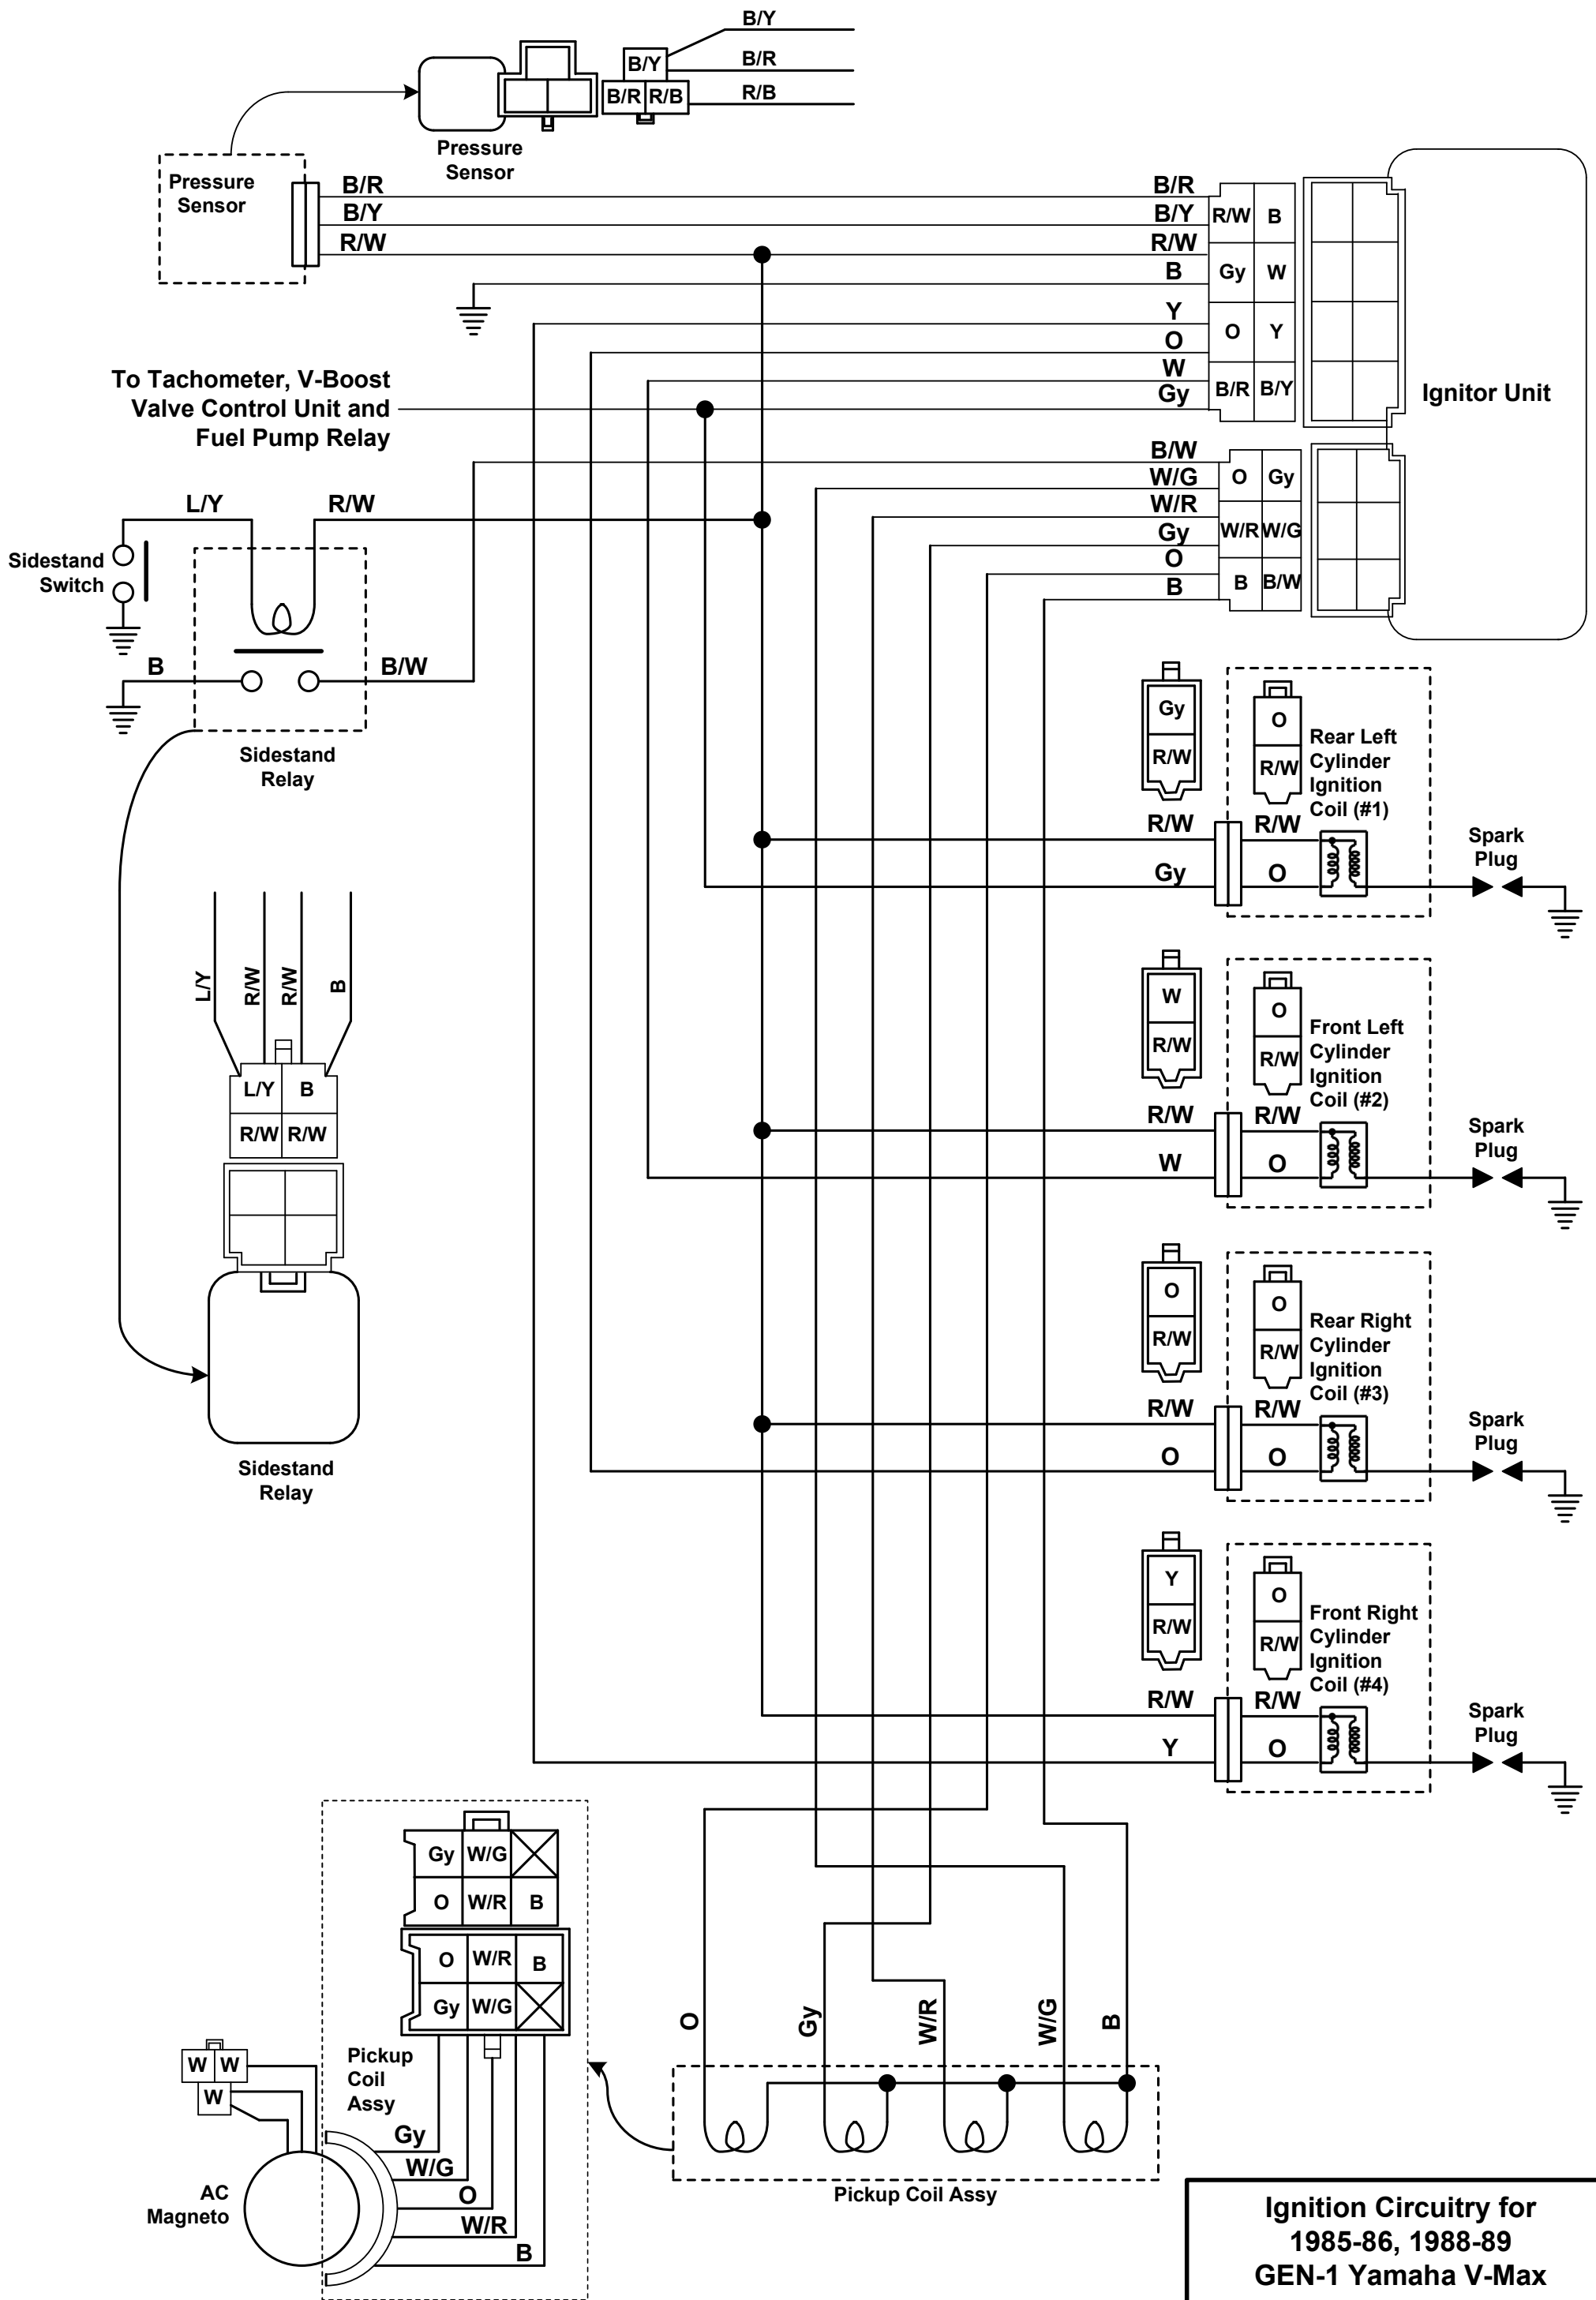 B/Y
B/R
R/B
B/Y
B/R R/B
Pressure
Sensor
Pressure
Sensor
B/R
B/Y
R/W
B/R
B/Y
R/W
B
Y
O
W
Gy
R/W B
Gy W
O Y
B/R B/Y
Ignitor Unit
To Tachometer, V-Boost
Valve Control Unit and
Fuel Pump Relay
B/W
W/G
W/R
Gy
O
B
O Gy
W/R W/G
B B/W
L/Y
R/W
Sidestand
Switch
B
B/W
Sidestand
Relay
Gy
R/W
O
R/W
Rear Left
Cylinder
Ignition
Coil (#1)
R/W
R/W
Gy
O
Spark
Plug
L/Y
R/W
R/W
B
L/Y B
R/W R/W
Sidestand
Relay
W
R/W
O
R/W
Front Left
Cylinder
Ignition
Coil (#2)
R/W
R/W
W
O
Spark
Plug
O
R/W
O
R/W
Rear Right
Cylinder
Ignition
Coil (#3)
R/W
R/W
O
O
Spark
Plug
Y
R/W
O
R/W
Front Right
Cylinder
Ignition
Coil (#4)
R/W
R/W
Y
O
Spark
Plug
Gy W/G
O W/R B
O W/R B
Gy W/G
Pickup
Coil
Assy
W W
W
Gy
W/G
O
W/R
B
AC
Magneto
O
Gy
W/R
W/G
B
Pickup Coil Assy
Ignition Circuitry for
1985-86, 1988-89
GEN-1 Yamaha V-Max